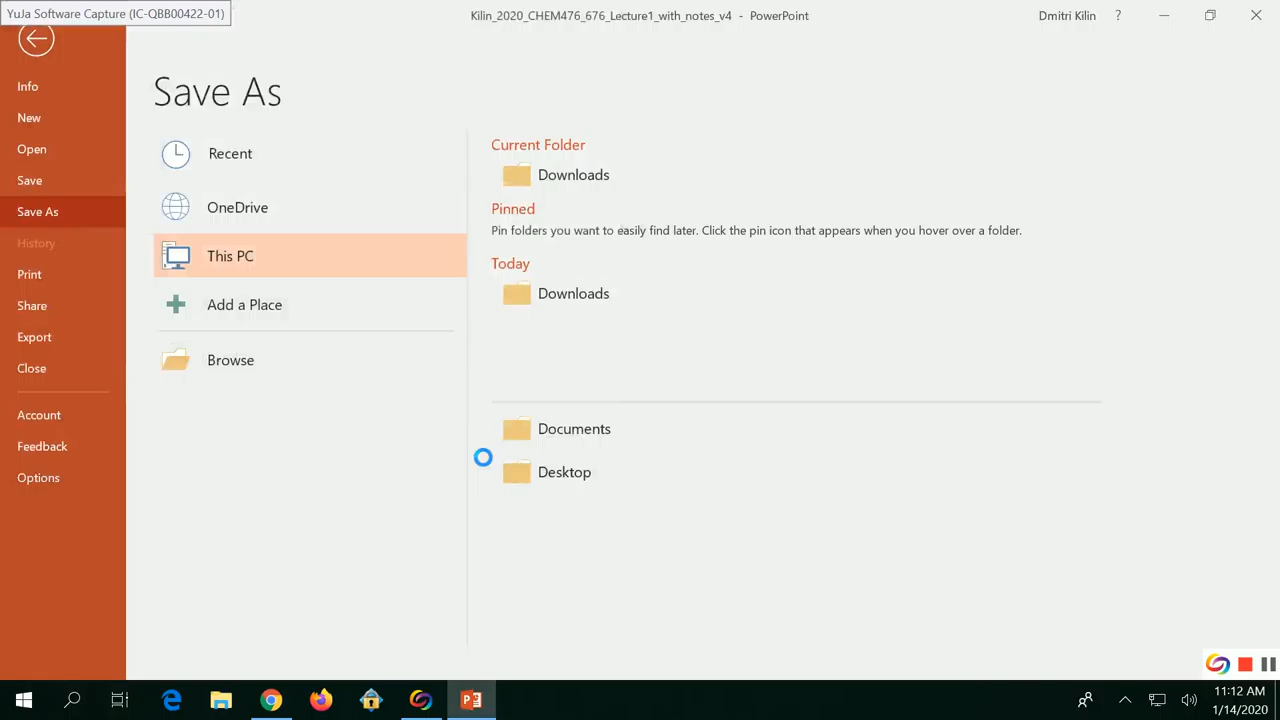 YuJa Software Capture (IC-QBB00422-01)
Kilin_2020_CHEM476_676_Lecture1_with_notes_v4 - PowerPoint
Dmitri Kilin
?
Info
New
Open
Save
Save As
History
Print
Share
Export
Close
Account
Feedback
Options
Save As
Recent
OneDrive
This PC
Add a Place
Browse
Current Folder
Downloads
Pinned
Pin folders you want to easily find later. Click the pin icon that appears when you hover over a folder.
Today
Downloads
Documents
Desktop
11:12 AM
1/14/2020